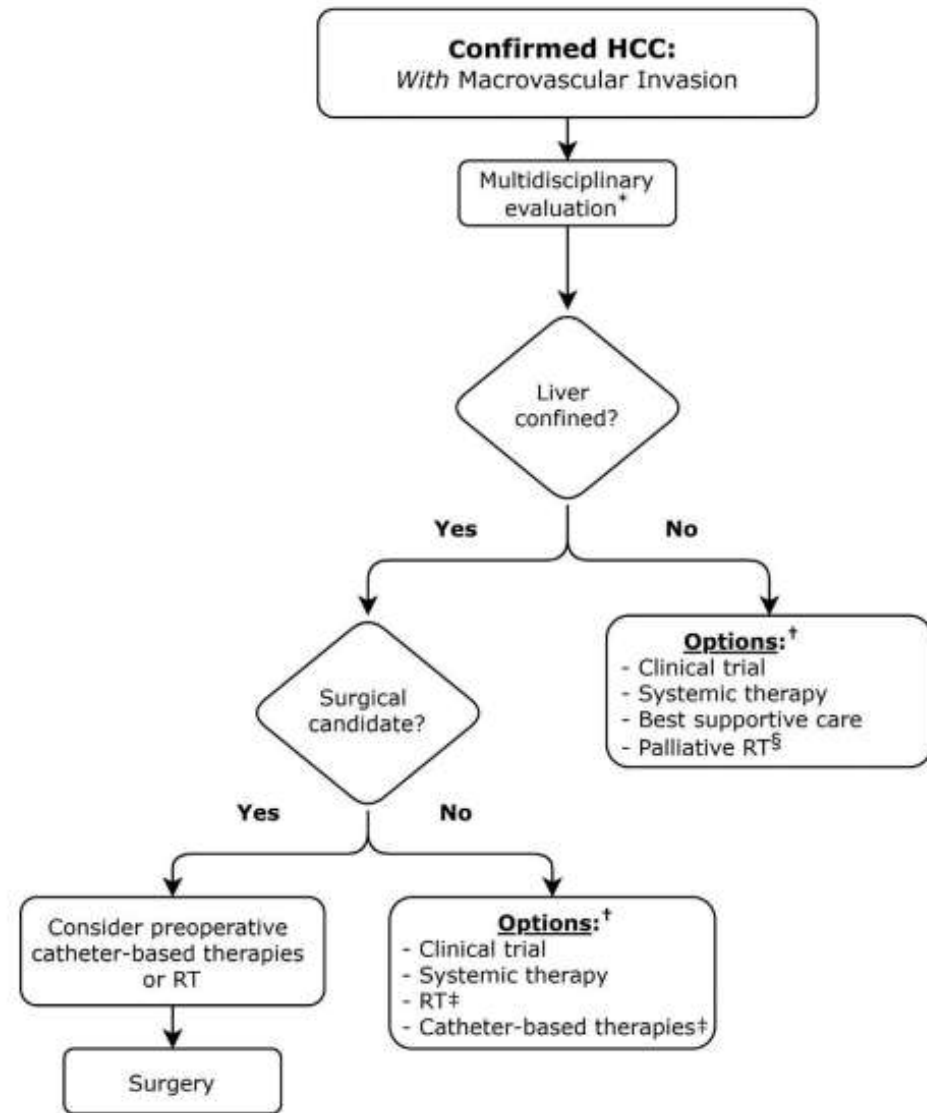 Confirmed HCC:
With Macrovascular Invasion
Multidisciplinary
evaluation*
Liver
confined?
Yes
No
Options:†
- Clinical trial
- Systemic therapy
- Best supportive care
- Palliative RT§
Surgical
candidate?
Yes
No
Consider preoperative
catheter-based therapies
or RT
Options:†
- Clinical trial
- Systemic therapy
- RT‡
- Catheter-based therapies‡
Surgery